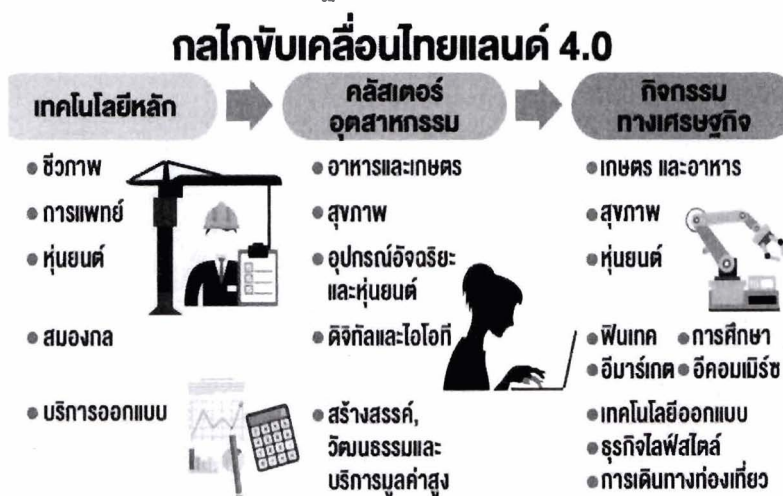 กลไกขับเคลื่อนไทยแลนด์ 4.0
เทคโนโลยีหลัก
• ชีวภาพ
• การแพทย์
• หุ่นยนต์
• สมองกล
• บริการออกแบบ
คลัสเตอร์
อุตสาหกรรม
• อาหารและเกษตร
• สุขภาพ
• อุปกรณ์อัจฉริยะ
และหุ่นยนต์
• ดิจิทัลและไอโอที
• สร้างสรรค์,
วัฒนธรรมและ
บริการมูลค่าสูง
กิจกรรม
ทางเศรษฐกิจ
• เกษตร และอาหาร
• สุขภาพ
• หุ่นยนต์
• ฟินเทค • การศึกษา
• อีมาร์เกต • อีคอมเมิร์ซ
• เทคโนโลยีออกแบบ
• ธุรกิจไลฟ์สไตล์
• การเดินทางท่องเที่ยว